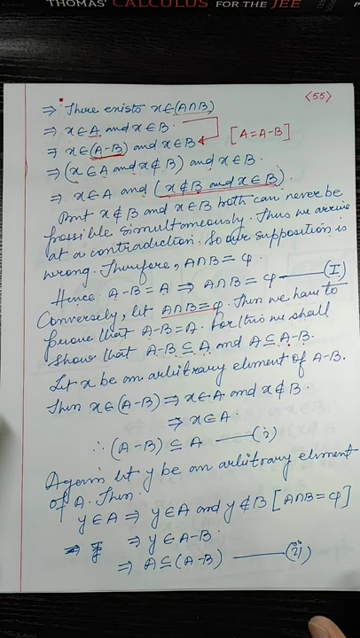 THOMAS' CALCULUS FOR THE JEE
<55>
⇒ There exists x∈(A∩B)
⇒ x∈A and x∈B.
⇒ x∈(A-B) and x∈B [A=A-B]
⇒ (x∈A and x∉B) and x∈B.
⇒ x∈A and (x∉B and x∈B).
But x∉B and x∈B both can never be
possible simultaneously. Thus we arrive
at a contradiction. So our supposition is
wrong. Therefore, A∩B = φ.
Hence A-B=A ⇒ A∩B = φ — (I)
Conversely, let A∩B = φ. Then we have to
prove that A-B=A. For this we shall
show that A-B ⊆ A and A ⊆ A-B.
Let x be an arbitrary element of A-B.
Then x∈(A-B) ⇒ x∈A and x∉B.
⇒ x∈A.
∴ (A-B) ⊆ A — (i)
Again let y be an arbitrary element
of A. Then
y∈A ⇒ y∈A and y∉B [A∩B = φ]
⇒ y∈A-B.
⇒ A⊆(A-B) — (ii)